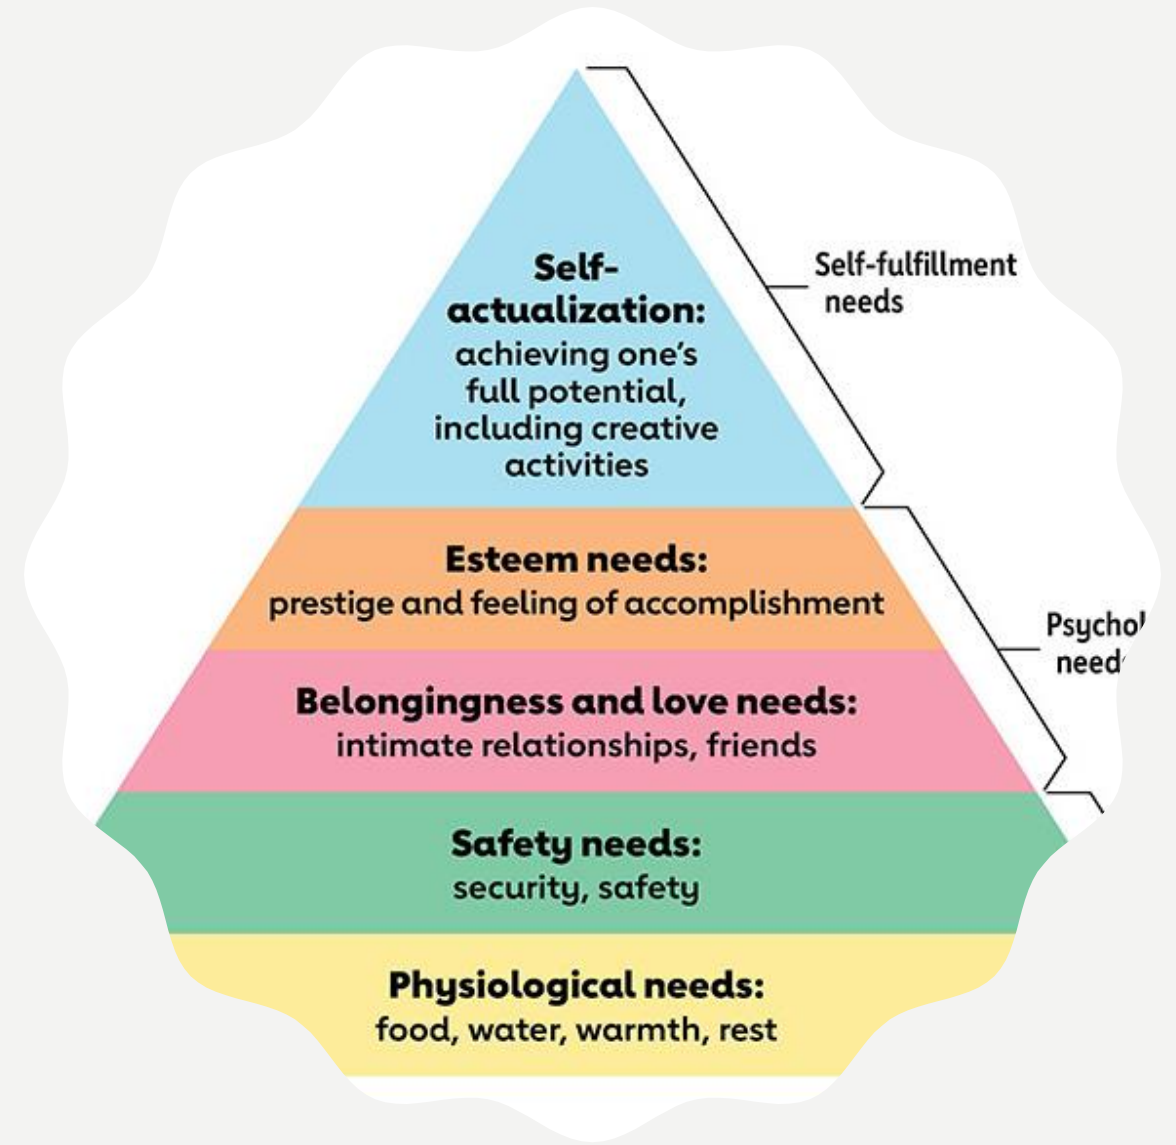 Self-
actualization:
achieving one's
full potential,
including creative
activities
Self-fulfillment
needs
Esteem needs:
prestige and feeling of accomplishment
Belongingness and love needs:
intimate relationships, friends
Safety needs:
security, safety
Physiological needs:
food, water, warmth, rest